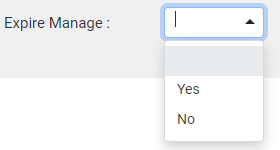 Expire Manage :
Yes
No